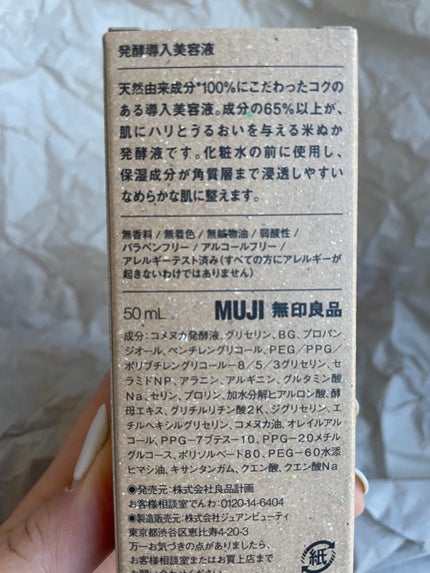 発酵導入美容液
天然由来成分*100%にこだわったコクの
ある導入美容液。成分の65%以上が、
肌にハリとうるおいを与える米ぬか
発酵液です。化粧水の前に使用し、
保湿成分が角質層まで浸透しやすい
なめらかな肌に整えます。
無香料/無着色/無鉱物油/弱酸性/
パラベンフリー/アルコールフリー/
アレルギーテスト済み(すべての方にアレルギーが
起きないわけではありません)
50mL MUJI 無印良品
成分:コメヌカ発酵液、グリセリン、BG、プロパン
ジオール、ペンチレングリコール、PEG/PPG/
ポリブチレングリコール-8/5/3グリセリン、セ
ラミドNP、アラニン、アルギニン、グルタミン酸
Na、セリン、プロリン、加水分解ヒアルロン酸、酵
母エキス、グリチルリチン酸2K、ジグリセリン、エ
チルヘキシルグリセリン、コメヌカ油、オレイルアル
コール、PPG-7ブテス-10、PPG-20メチル
グルコース、ポリソルベート80、PEG-60水添
ヒマシ油、キサンタンガム、クエン酸、クエン酸Na
◉発売元:株式会社良品計画
お客様相談室でんわ:0120-14-6404
◉製造販売元:株式会社ジュアンビューティ
東京都渋谷区恵比寿4-20-3
万一お気づきの点がありましたら、
お客様相談室またはお買上店まで
紙